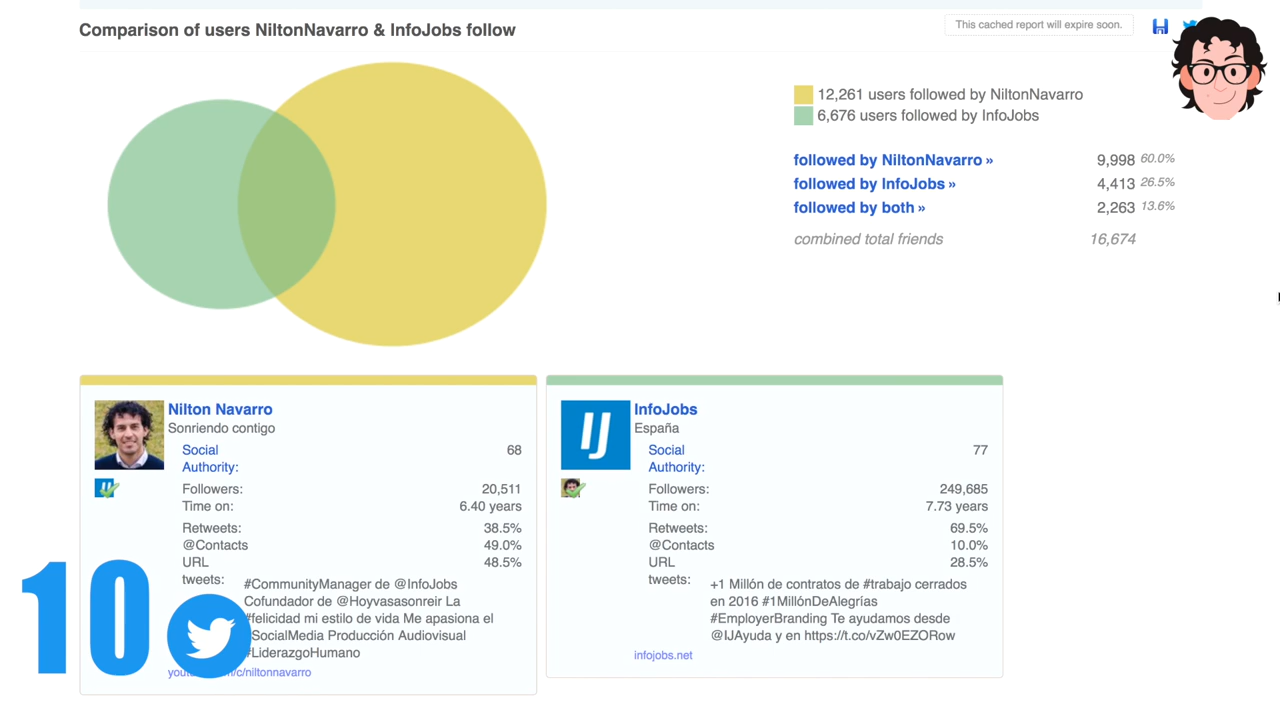 Comparison of users NiltonNavarro & InfoJobs follow
This cached report will expire soon.
12,261 users followed by NiltonNavarro
6,676 users followed by InfoJobs
followed by NiltonNavarro » 9,998 60.0%
followed by InfoJobs » 4,413 26.5%
followed by both » 2,263 13.6%
combined total friends 16,674
Nilton Navarro
Sonriendo contigo
Social Authority: 68
Followers: 20,511
Time on: 6.40 years
Retweets: 38.5%
@Contacts 49.0%
URL tweets: 48.5%
#CommunityManager de @InfoJobs
Cofundador de @Hoyvasasonreir La
#felicidad mi estilo de vida Me apasiona el
#SocialMedia Producción Audiovisual
#LiderazgoHumano
/c/niltonnavarro
IJ
InfoJobs
España
Social Authority: 77
Followers: 249,685
Time on: 7.73 years
Retweets: 69.5%
@Contacts 10.0%
URL tweets: 28.5%
+1 Millón de contratos de #trabajo cerrados
en 2016 #1MillónDeAlegrías
#EmployerBranding Te ayudamos desde
@IJAyuda y en https://t.co/vZw0EZORow
infojobs.net
10